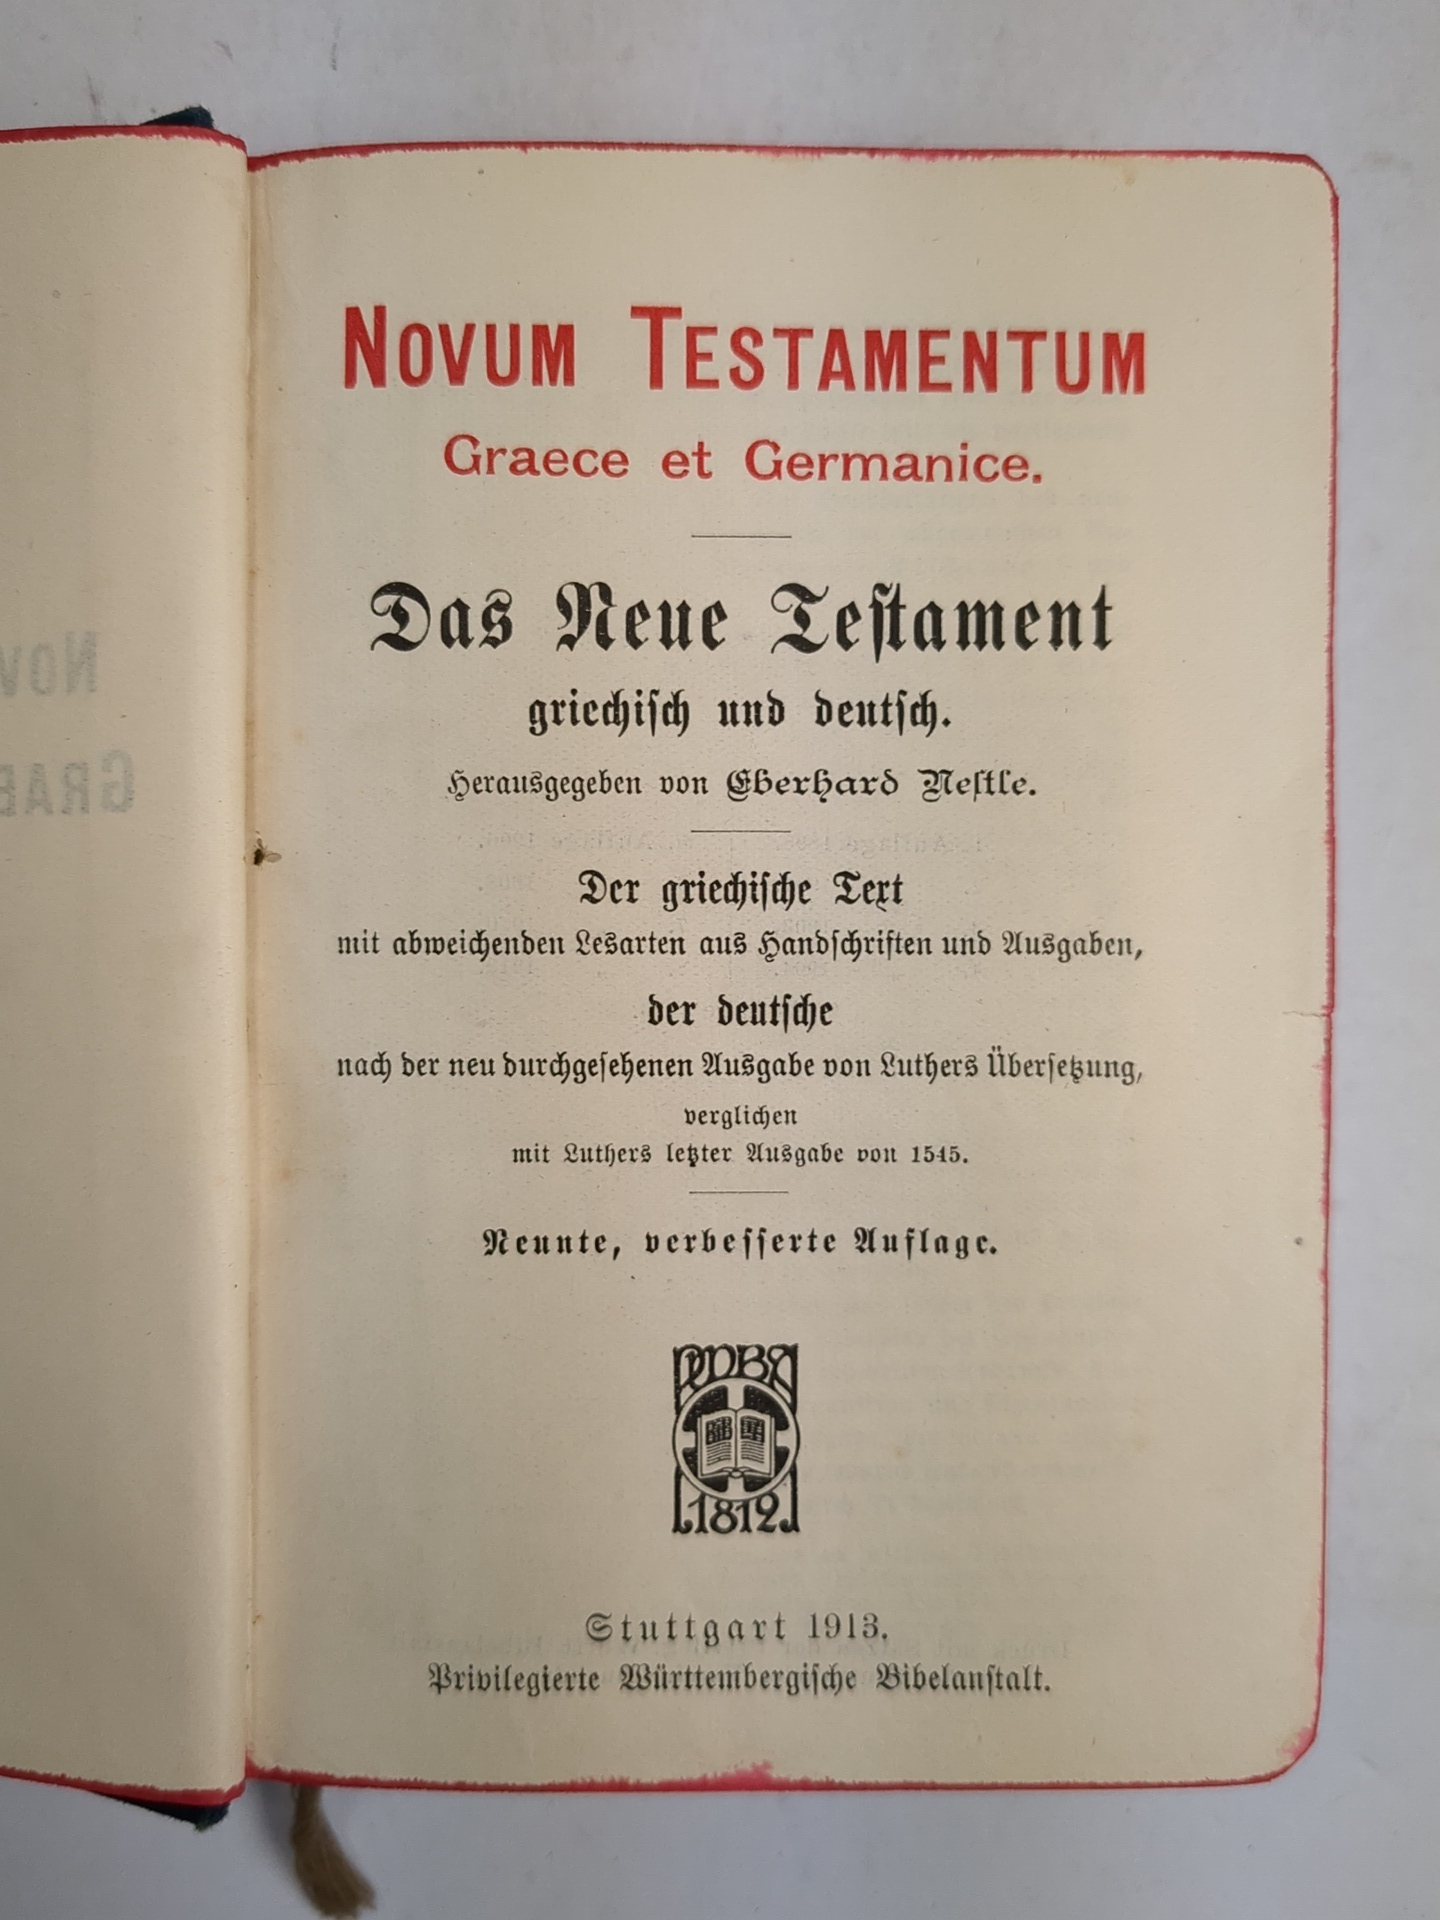 NOVUM TESTAMENTUM
Graece et Germanice.
Das Neue Teſtament
griechiſch und deutſch.
Herausgegeben von Eberhard Neſtle.
Der griechiſche Text
mit abweichenden Lesarten aus Handſchriften und Ausgaben,
der deutſche
nach der neu durchgeſehenen Ausgabe von Luthers Überſetzung,
verglichen
mit Luthers letzter Ausgabe von 1545.
Neunte, verbeſſerte Auflage.
PWBA
1812
Stuttgart 1913.
Privilegierte Württembergiſche Bibelanſtalt.